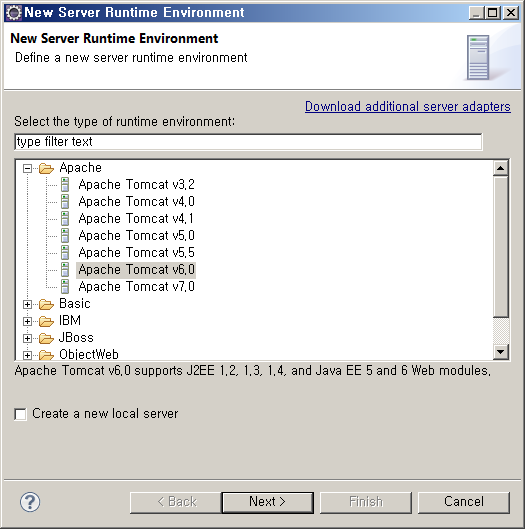 New Server Runtime Environment
New Server Runtime Environment
Define a new server runtime environment
Download additional server adapters
Select the type of runtime environment:
type filter text
Apache
Apache Tomcat v3.2
Apache Tomcat v4.0
Apache Tomcat v4.1
Apache Tomcat v5.0
Apache Tomcat v5.5
Apache Tomcat v6.0
Apache Tomcat v7.0
Basic
IBM
JBoss
ObjectWeb
Apache Tomcat v6.0 supports J2EE 1.2, 1.3, 1.4, and Java EE 5 and 6 Web modules.
Create a new local server
? < Back Next > Finish Cancel